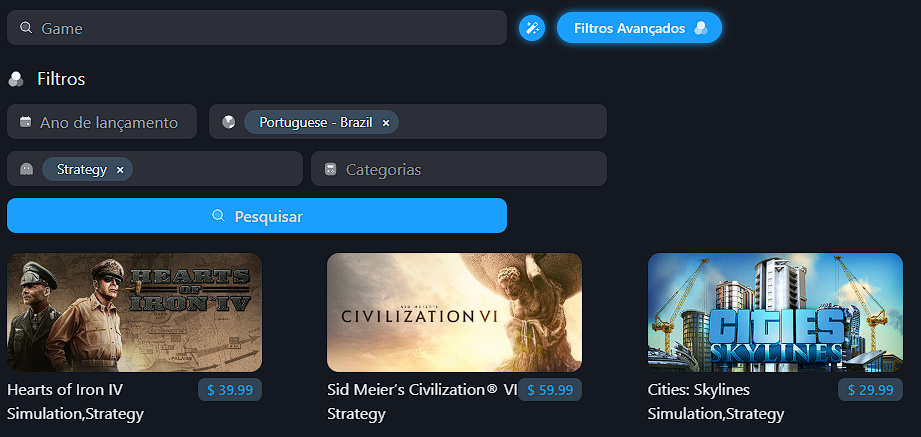 Game
Filtros Avançados
Filtros
Ano de lançamento
Portuguese - Brazil ×
Strategy ×
Categorias
Pesquisar
HEARTS
OF
IRON IV
SID MEIER'S
CIVILIZATION VI
CITIES
SKYLINES
Hearts of Iron IV
$ 39.99
Simulation,Strategy
Sid Meier's Civilization® VI
$ 59.99
Strategy
Cities: Skylines
$ 29.99
Simulation,Strategy